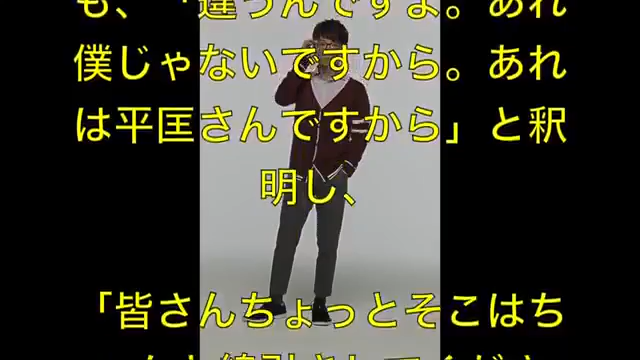 も、「違うんですよ。あれ
僕じゃないですから。あれ
は平匡さんですから」と釈
明し、
「皆さんちょっとそこはち